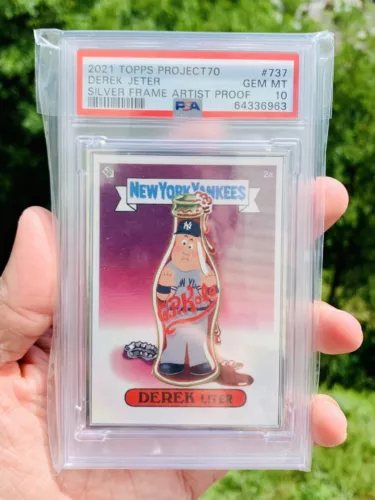 2021 TOPPS PROJECT70 #737
DEREK JETER GEM MT
SILVER FRAME ARTIST PROOF 10
PSA 64336963
2a
NEW YORK YANKEES
NY
DEREK LITER